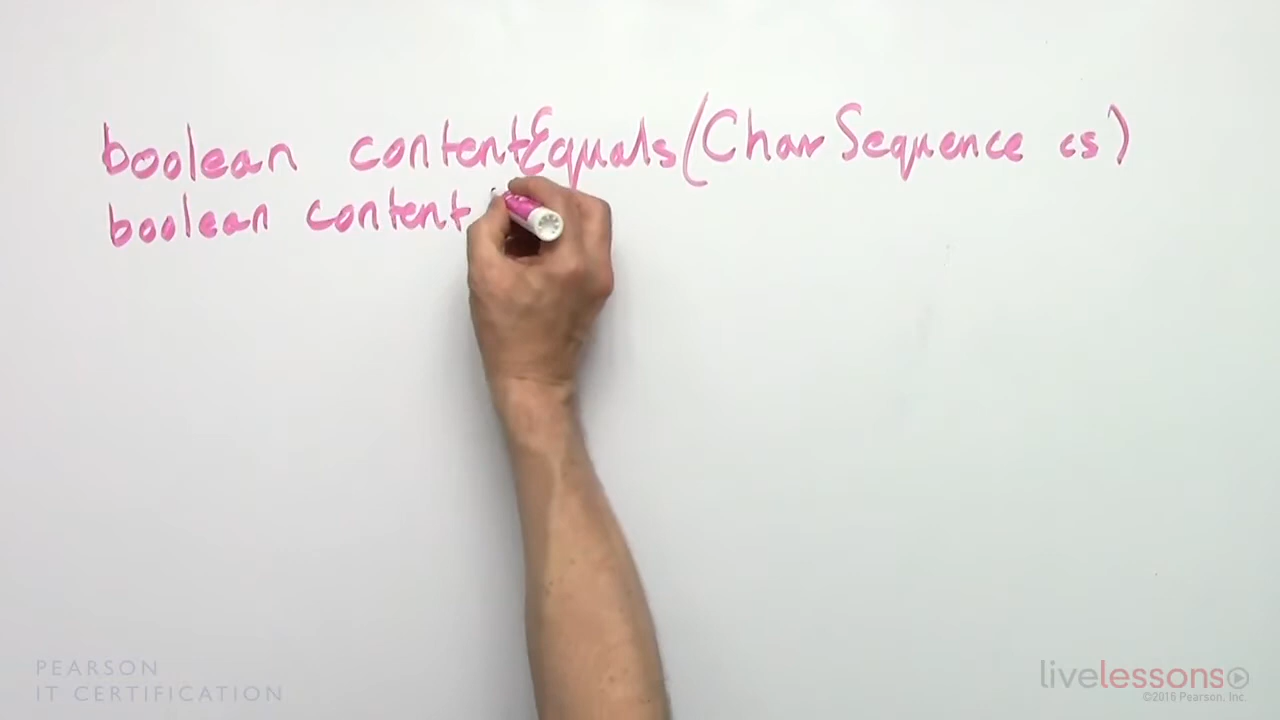 boolean contentEquals(CharSequence cs)
boolean content
PEARSON
IT CERTIFICATION
livelessons
©2016 Pearson, Inc.